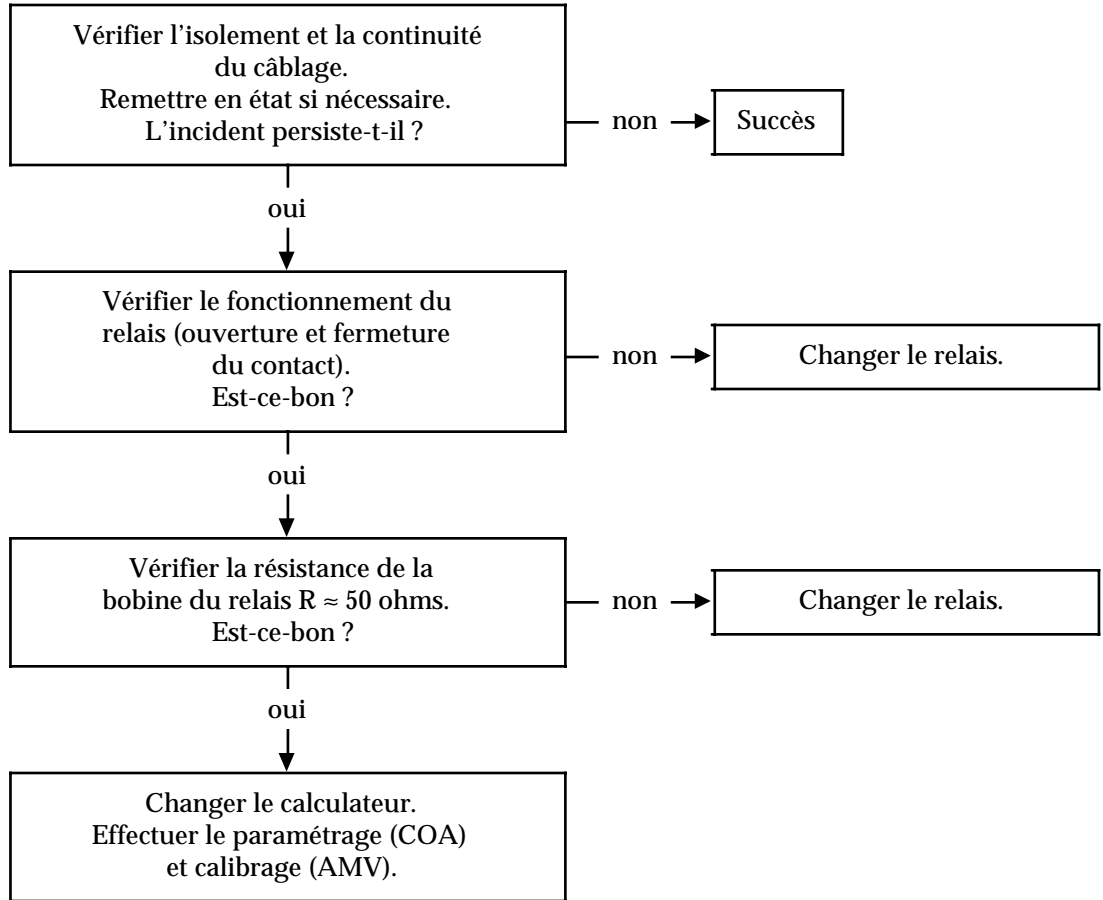 Vérifier l’isolement et la continuité
du câblage.
Remettre en état si nécessaire.
L’incident persiste-t-il ?
non
Succès
oui
Vérifier le fonctionnement du
relais (ouverture et fermeture
du contact).
Est-ce-bon ?
non
Changer le relais.
oui
Vérifier la résistance de la
bobine du relais R ≈ 50 ohms.
Est-ce-bon ?
non
Changer le relais.
oui
Changer le calculateur.
Effectuer le paramétrage (COA)
et calibrage (AMV).